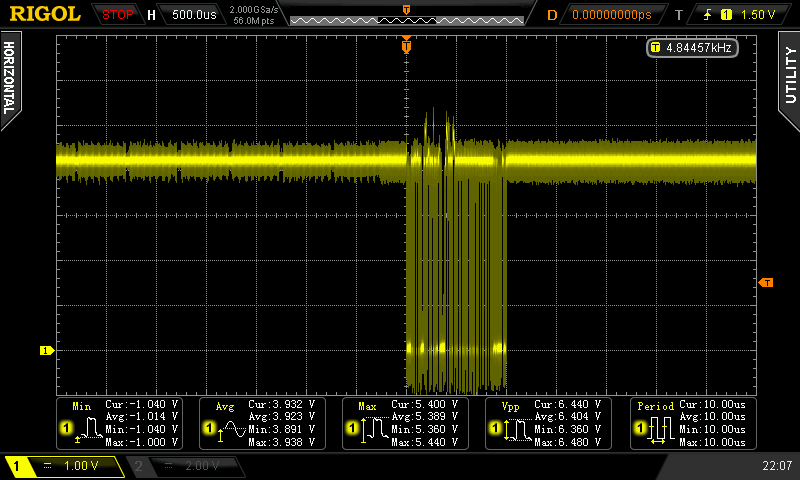 RIGOL STOP H 500.0us 2.000GSa/s 56.0M pts D 0.00000000ps T 1 1.50 V
T
T 4.84457kHz
HORIZONTAL
UTILITY
T
1
Min Cur:-1.040 V Avg:-1.014 V Min:-1.040 V Max:-1.000 V
Avg Cur:3.932 V Avg:3.923 V Min:3.891 V Max:3.938 V
Max Cur:5.400 V Avg:5.389 V Min:5.360 V Max:5.440 V
Vpp Cur:6.440 V Avg:6.404 V Min:6.360 V Max:6.480 V
Period Cur:10.00us Avg:10.00us Min:10.00us Max:10.00us
1 1.00 V 2 2.00 V 22:07